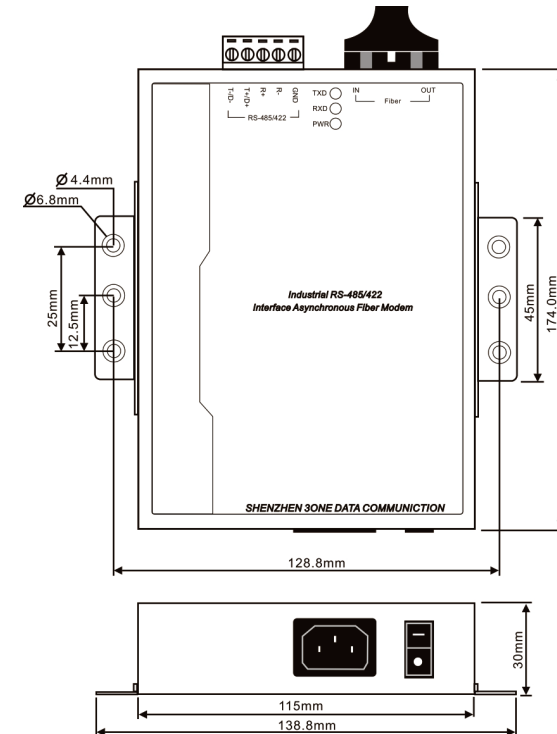 T-/D-
T+/D+
R+
R-
GND
RS-485/422
TXD
RXD
PWR
IN
OUT
Fiber
Ø 4.4mm
Ø6.8mm
25mm
12.5mm
Industrial RS-485/422
Interface Asynchronous Fiber Modem
45mm
174.0mm
SHENZHEN 3ONE DATA COMMUNICTION
128.8mm
30mm
115mm
138.8mm